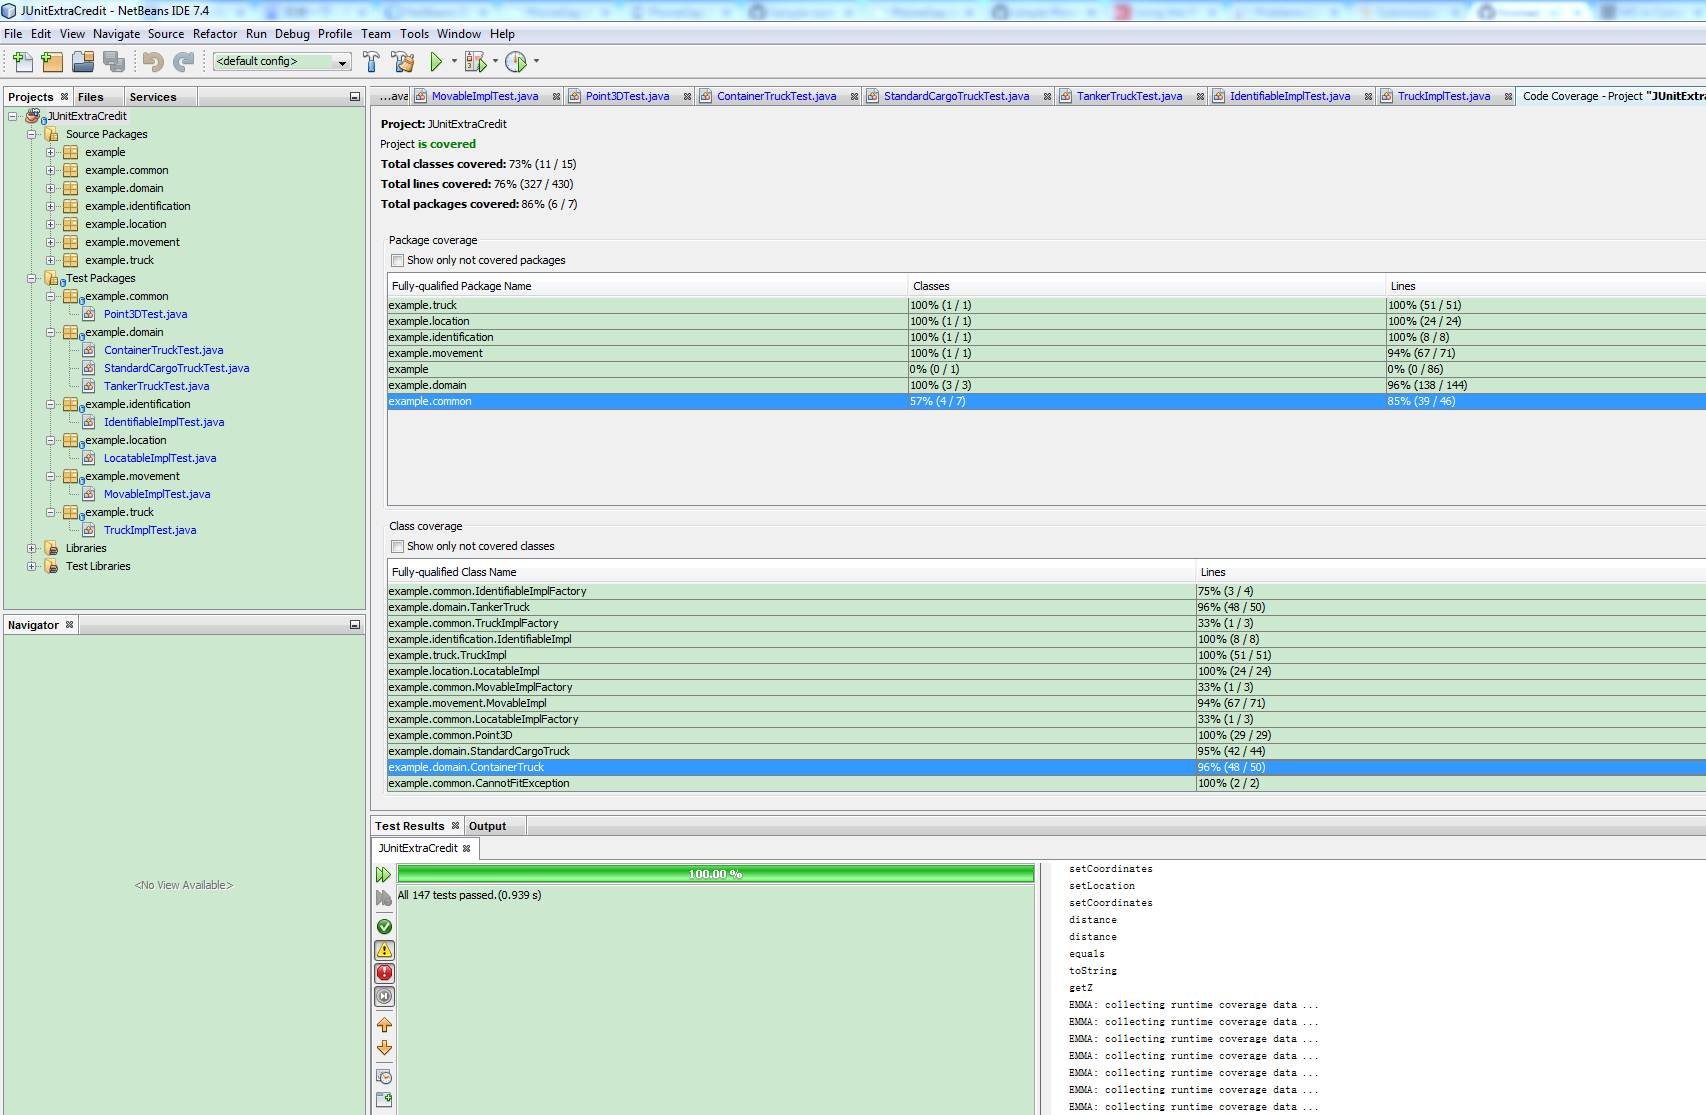 JUnitExtraCredit - NetBeans IDE 7.4
File Edit View Navigate Source Refactor Run Debug Profile Team Tools Window Help
<default config>
Projects Files Services
JUnitExtraCredit
Source Packages
example
example.common
example.domain
example.identification
example.location
example.movement
example.truck
Test Packages
example.common
Point3DTest.java
example.domain
ContainerTruckTest.java
StandardCargoTruckTest.java
TankerTruckTest.java
example.identification
IdentifiableImplTest.java
example.location
LocatableImplTest.java
example.movement
MovableImplTest.java
example.truck
TruckImplTest.java
Libraries
Test Libraries
Navigator
<No View Available>
...ava MovableImplTest.java Point3DTest.java ContainerTruckTest.java StandardCargoTruckTest.java TankerTruckTest.java IdentifiableImplTest.java TruckImplTest.java Code Coverage - Project "JUnitExtra
Project: JUnitExtraCredit
Project is covered
Total classes covered: 73% (11 / 15)
Total lines covered: 76% (327 / 430)
Total packages covered: 86% (6 / 7)
Package coverage
Show only not covered packages
Fully-qualified Package Name Classes Lines
example.truck 100% (1 / 1) 100% (51 / 51)
example.location 100% (1 / 1) 100% (24 / 24)
example.identification 100% (1 / 1) 100% (8 / 8)
example.movement 100% (1 / 1) 94% (67 / 71)
example 0% (0 / 1) 0% (0 / 86)
example.domain 100% (3 / 3) 96% (138 / 144)
example.common 57% (4 / 7) 85% (39 / 46)
Class coverage
Show only not covered classes
Fully-qualified Class Name Lines
example.common.IdentifiableImplFactory 75% (3 / 4)
example.domain.TankerTruck 96% (48 / 50)
example.common.TruckImplFactory 33% (1 / 3)
example.identification.IdentifiableImpl 100% (8 / 8)
example.truck.TruckImpl 100% (51 / 51)
example.location.LocatableImpl 100% (24 / 24)
example.common.MovableImplFactory 33% (1 / 3)
example.movement.MovableImpl 94% (67 / 71)
example.common.LocatableImplFactory 33% (1 / 3)
example.common.Point3D 100% (29 / 29)
example.domain.StandardCargoTruck 95% (42 / 44)
example.domain.ContainerTruck 96% (48 / 50)
example.common.CannotFitException 100% (2 / 2)
Test Results Output
JUnitExtraCredit
100.00 %
All 147 tests passed.(0.939 s)
setCoordinates
setLocation
setCoordinates
distance
distance
equals
toString
getZ
EMMA: collecting runtime coverage data ...
EMMA: collecting runtime coverage data ...
EMMA: collecting runtime coverage data ...
EMMA: collecting runtime coverage data ...
EMMA: collecting runtime coverage data ...
EMMA: collecting runtime coverage data ...
EMMA: collecting runtime coverage data ...